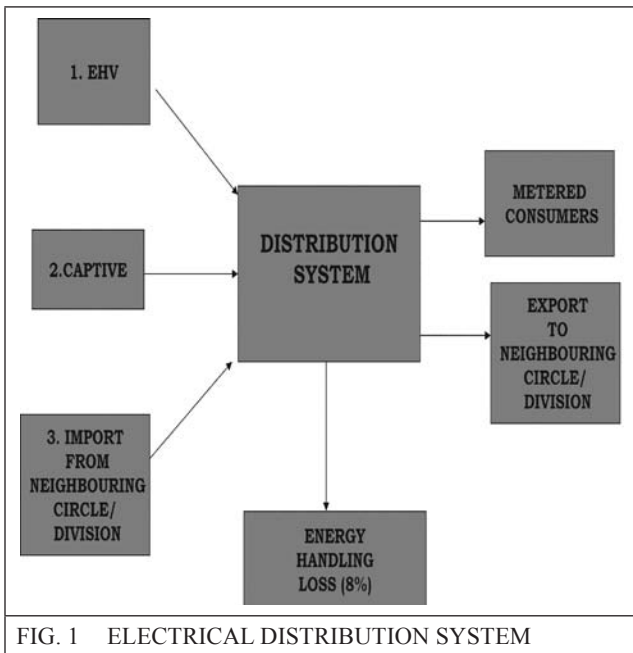 1. EHV
2.CAPTIVE
3. IMPORT
FROM
NEIGHBOURING
CIRCLE/
DIVISION
DISTRIBUTION
SYSTEM
METERED
CONSUMERS
EXPORT
TO
NEIGHBOURING
CIRCLE/
DIVISION
ENERGY
HANDLING
LOSS (8%)
FIG. 1 ELECTRICAL DISTRIBUTION SYSTEM